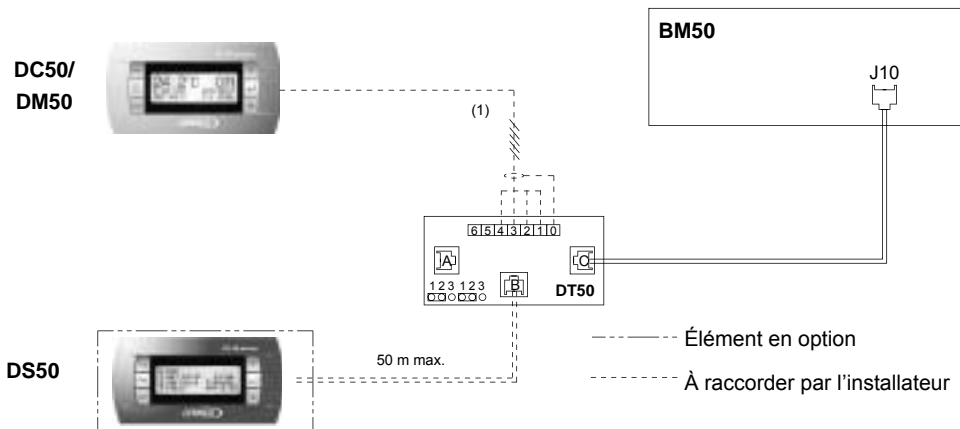 BM50
J10
DC50/
DM50
(1)
6 5 4 3 2 1 0
A
C
B
DT50
1 2 3 1 2 3
50 m max.
DS50
Élément en option
À raccorder par l’installateur